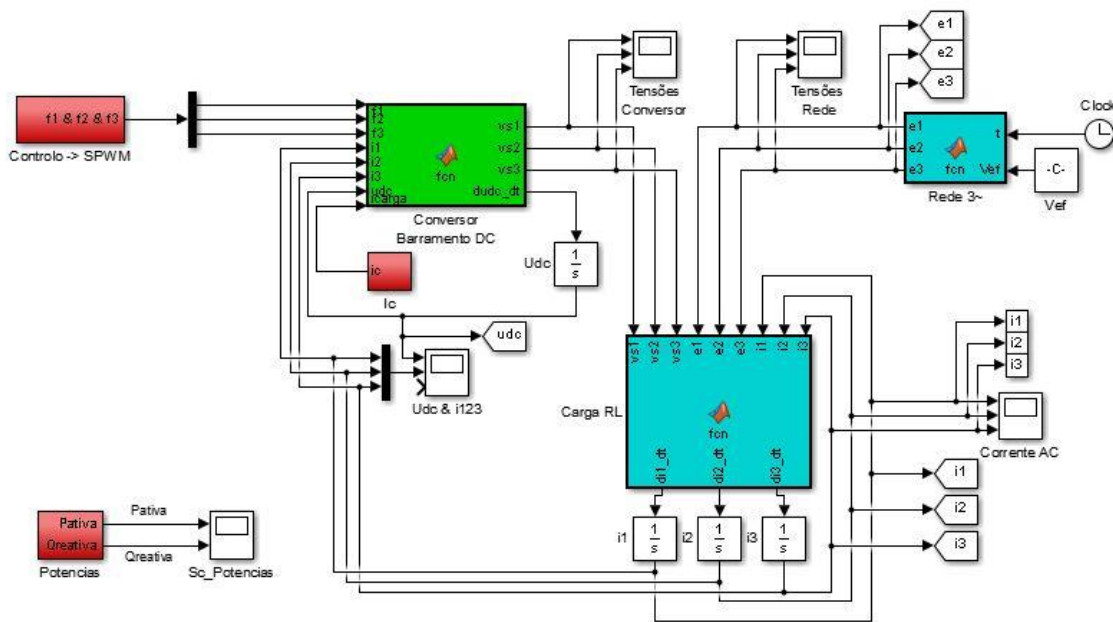 f1 & f2 & f3
Controlo -> SPWM
f1
f2
f3
i1
i2
i3
udc
icarga
fcn
vs1
vs2
vs3
dudc_dt
Conversor
Barramento DC
Tensões
Conversor
Tensões
Rede
e1
e2
e3
e1
e2
e3
fcn
t
Vef
Rede 3~
Clock
-C-
Vef
ic
Ic
Udc
1
s
udc
Udc & i123
vs1
vs2
vs3
e1
e2
e3
i1
i2
i3
Carga RL
fcn
di1_dt
di2_dt
di3_dt
i1
1
s
i2
1
s
i3
1
s
i1
i2
i3
Corrente AC
i1
i2
i3
Pativa
Qreativa
Potencias
Pativa
Qreativa
Sc_Potencias